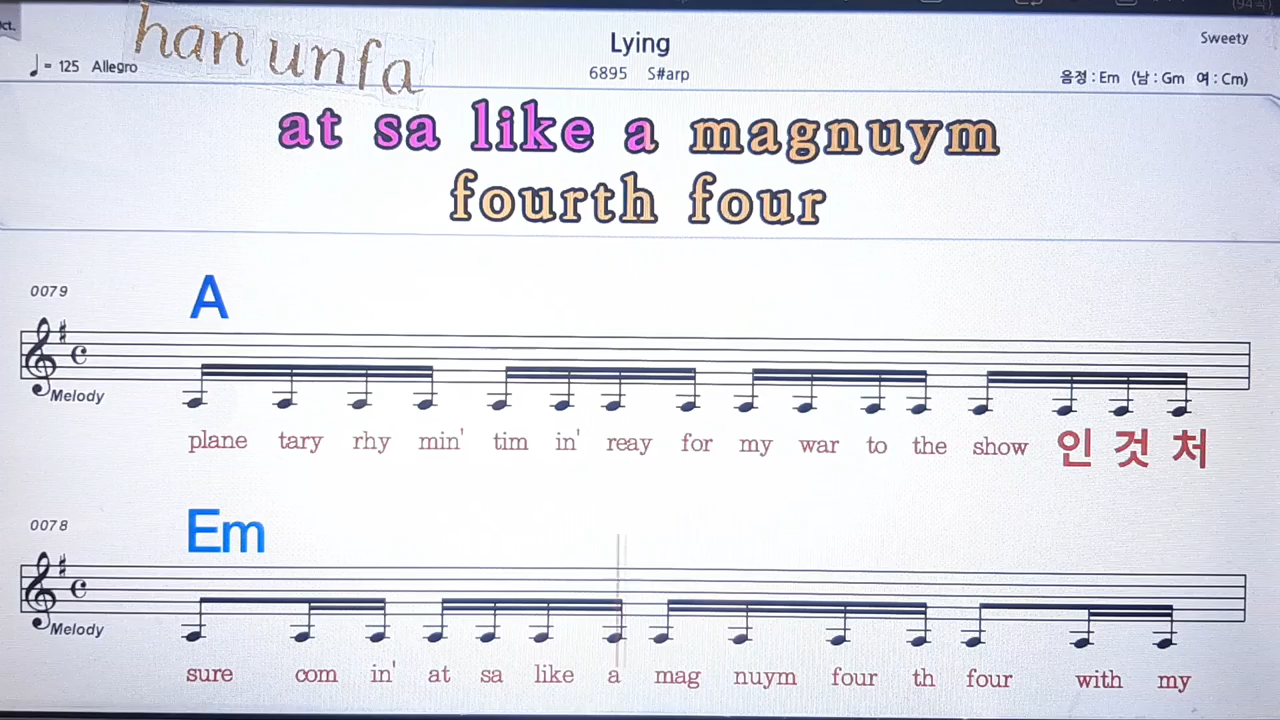 han unfa
Lying
Sweety
♩= 125 Allegro
6895 S#arp
음정 : Em (남 : Gm 여 : Cm)
at sa like a magnuym
fourth four
0079
A
Melody
plane tary rhy min' tim in' reay for my war to the show 인 것 처
0078
Em
Melody
sure com in' at sa like a mag nuym four th four with my